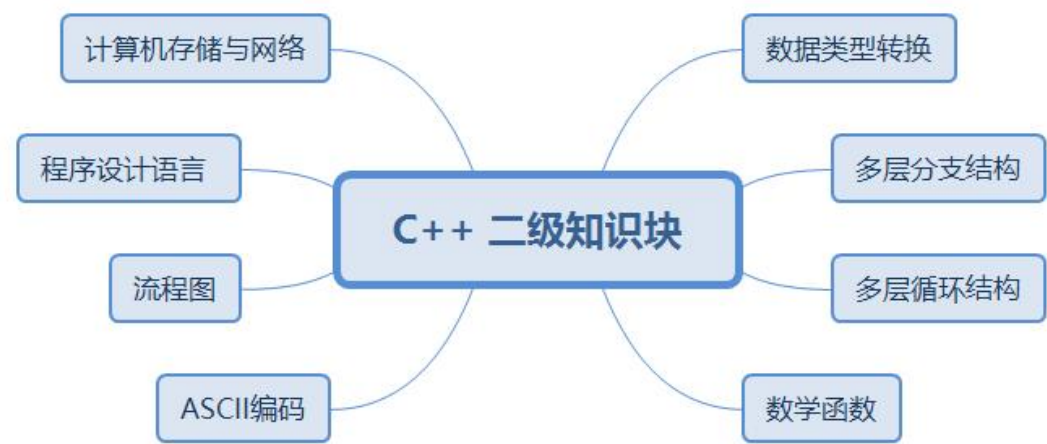 计算机存储与网络
数据类型转换
程序设计语言
多层分支结构
C++ 二级知识块
流程图
多层循环结构
ASCII编码
数学函数